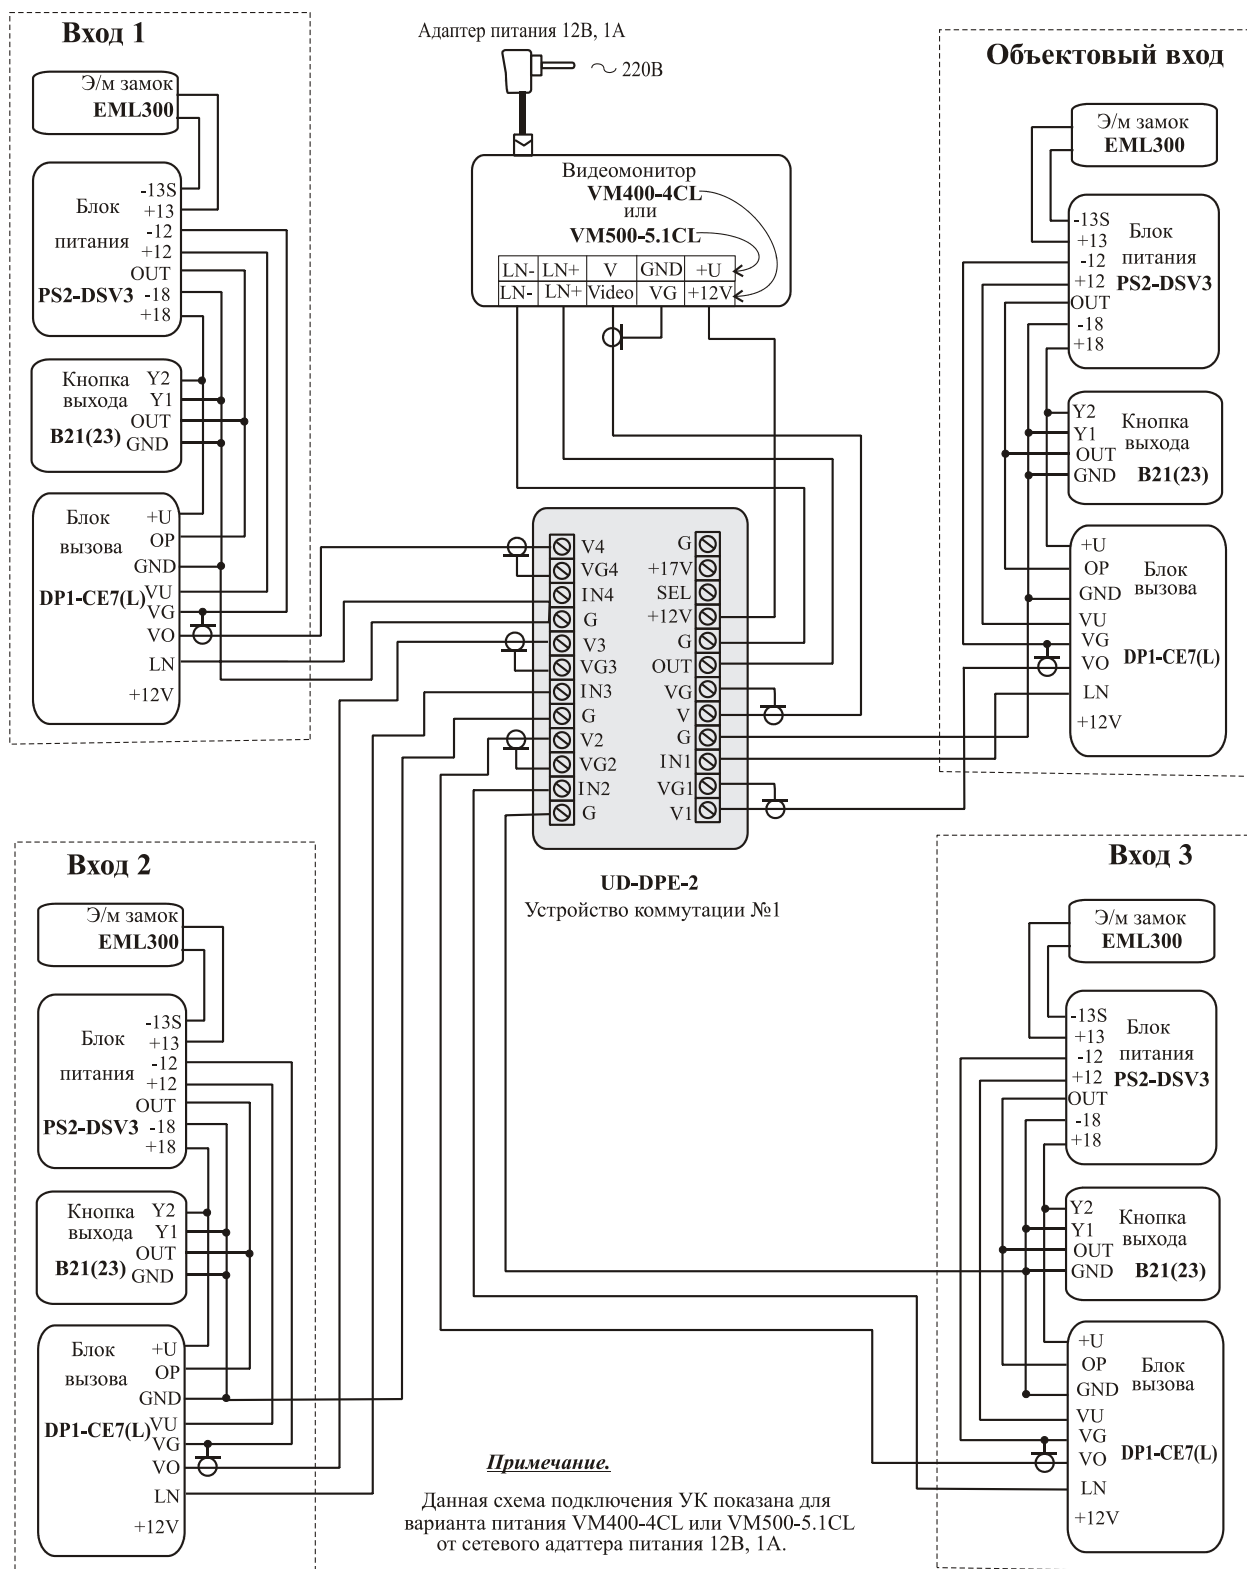 Вход 1
Э/м замок
EML300
Блок
питания
PS2-DSV3
-13S
+13
-12
+12
OUT
-18
+18
Кнопка
выхода
B21(23)
Y2
Y1
OUT
GND
Блок
вызова
DP1-CE7(L)
+U
OP
GND
VU
VG
VO
LN
+12V
Адаптер питания 12В, 1А
220В
Видеомонитор
VM400-4CL
или
VM500-5.1CL
LN- LN+ V GND +U
LN- LN+ Video VG +12V
Объектовый вход
Э/м замок
EML300
-13S
+13
-12
+12
OUT
-18
+18
Блок
питания
PS2-DSV3
Y2
Y1
OUT
GND
Кнопка
выхода
B21(23)
+U
OP
GND
VU
VG
VO
LN
+12V
Блок
вызова
DP1-CE7(L)
V4
VG4
IN4
G
V3
VG3
IN3
G
V2
VG2
IN2
G
G
+17V
SEL
+12V
G
OUT
VG
V
G
IN1
VG1
V1
UD-DPE-2
Устройство коммутации №1
Вход 2
Э/м замок
EML300
Блок
питания
PS2-DSV3
-13S
+13
-12
+12
OUT
-18
+18
Кнопка
выхода
B21(23)
Y2
Y1
OUT
GND
Блок
вызова
DP1-CE7(L)
+U
OP
GND
VU
VG
VO
LN
+12V
Вход 3
Э/м замок
EML300
-13S
+13
-12
+12
OUT
-18
+18
Блок
питания
PS2-DSV3
Y2
Y1
OUT
GND
Кнопка
выхода
B21(23)
+U
OP
GND
VU
VG
VO
LN
+12V
Блок
вызова
DP1-CE7(L)
Примечание.
Данная схема подключения УК показана для
варианта питания VM400-4CL или VM500-5.1CL
от сетевого адаттера питания 12В, 1А.